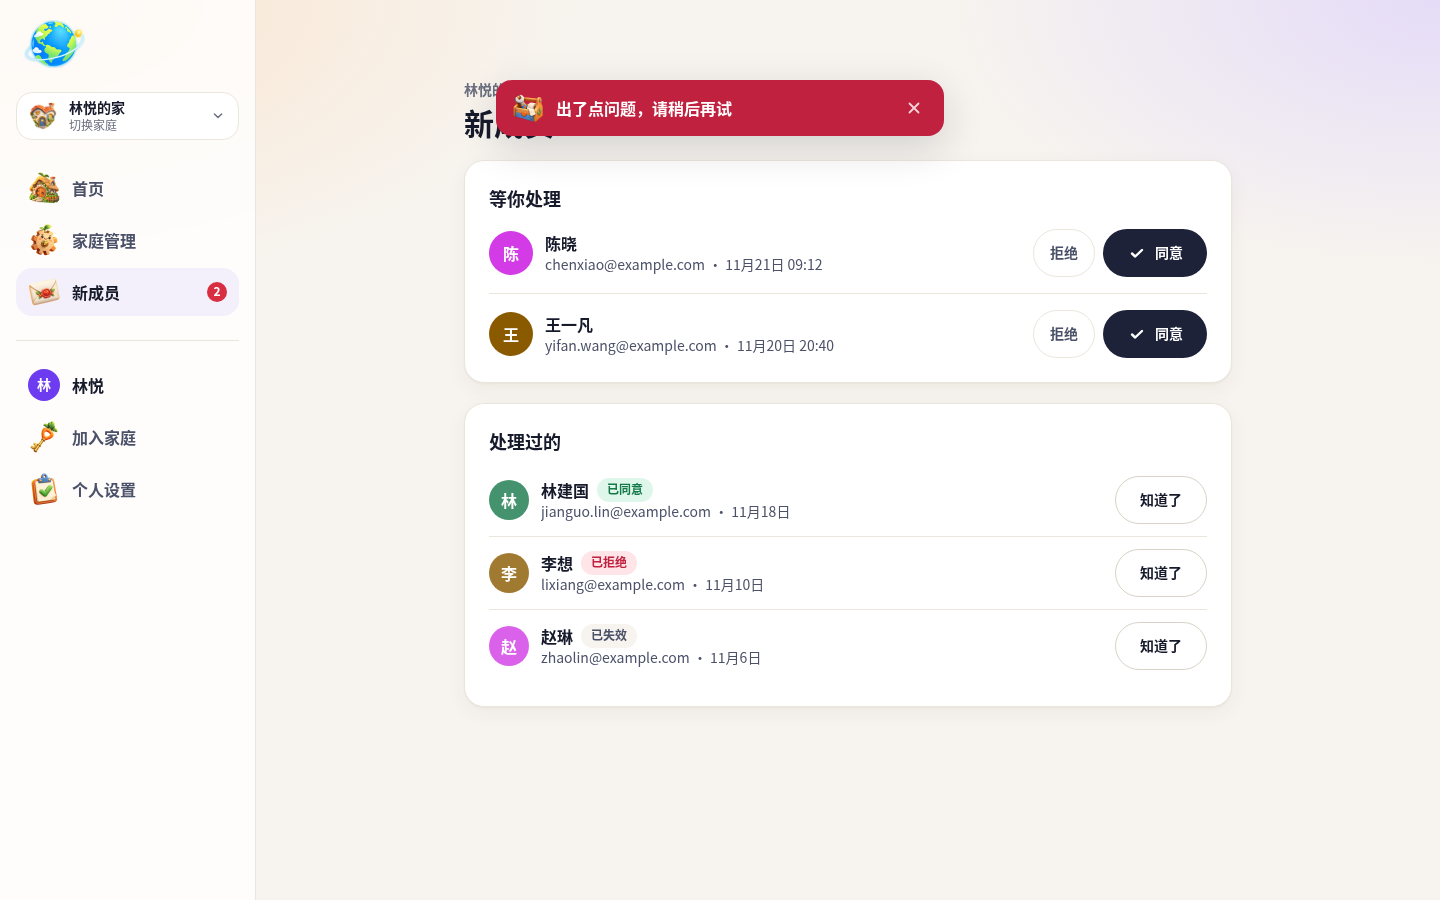 林悦的家
切换家庭
首页
家庭管理
新成员
2
林
林悦
加入家庭
个人设置
林悦的
出了点问题，请稍后再试
新成员
等你处理
陈
陈晓
chenxiao@example.com · 11月21日 09:12
拒绝
同意
王
王一凡
yifan.wang@example.com · 11月20日 20:40
拒绝
同意
处理过的
林
林建国 已同意
jianguo.lin@example.com · 11月18日
知道了
李
李想 已拒绝
lixiang@example.com · 11月10日
知道了
赵
赵琳 已失效
zhaolin@example.com · 11月6日
知道了